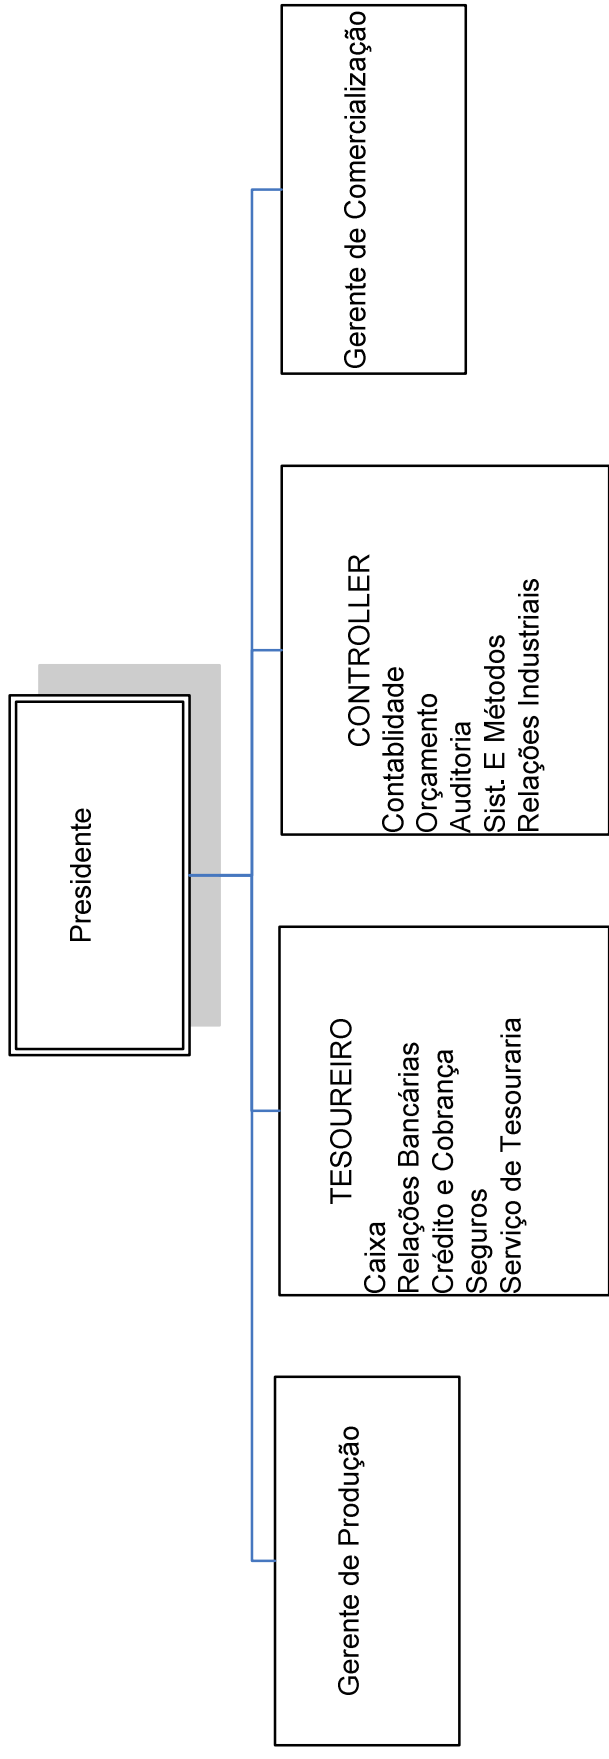 Presidente
Gerente de Produção
TESOUREIRO
Caixa
Relações Bancárias
Crédito e Cobrança
Seguros
Serviço de Tesouraria
CONTROLLER
Contablidade
Orçamento
Auditoria
Sist. E Métodos
Relações Industriais
Gerente de Comercialização